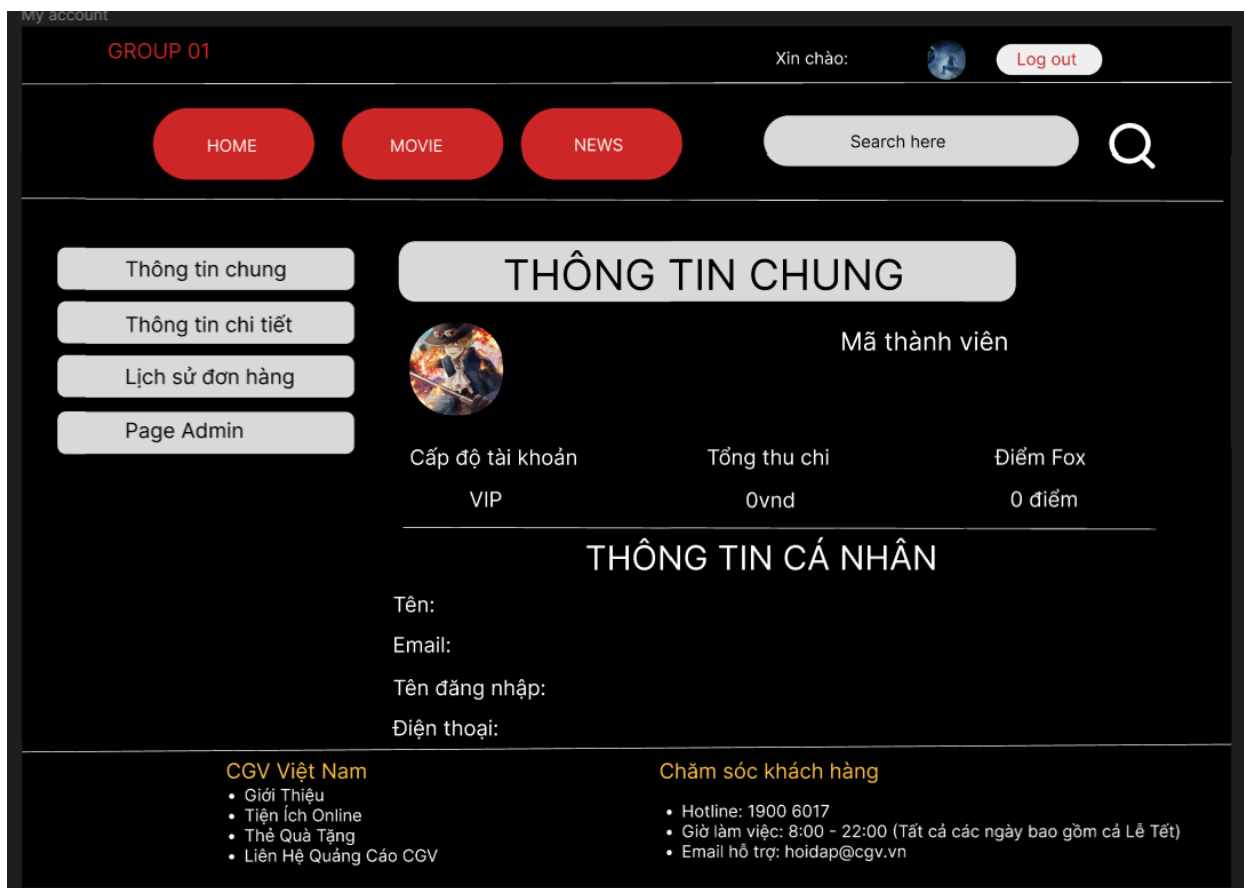 My account
GROUP 01
Xin chào:
Log out
HOME
MOVIE
NEWS
Search here
Thông tin chung
Thông tin chi tiết
Lịch sử đơn hàng
Page Admin
THÔNG TIN CHUNG
Mã thành viên
Cấp độ tài khoản
Tổng thu chi
Điểm Fox
VIP
0vnd
0 điểm
THÔNG TIN CÁ NHÂN
Tên:
Email:
Tên đăng nhập:
Điện thoại:
CGV Việt Nam
• Giới Thiệu
• Tiện Ích Online
• Thẻ Quà Tặng
• Liên Hệ Quảng Cáo CGV
Chăm sóc khách hàng
• Hotline: 1900 6017
• Giờ làm việc: 8:00 - 22:00 (Tất cả các ngày bao gồm cả Lễ Tết)
• Email hỗ trợ: hoidap@cgv.vn